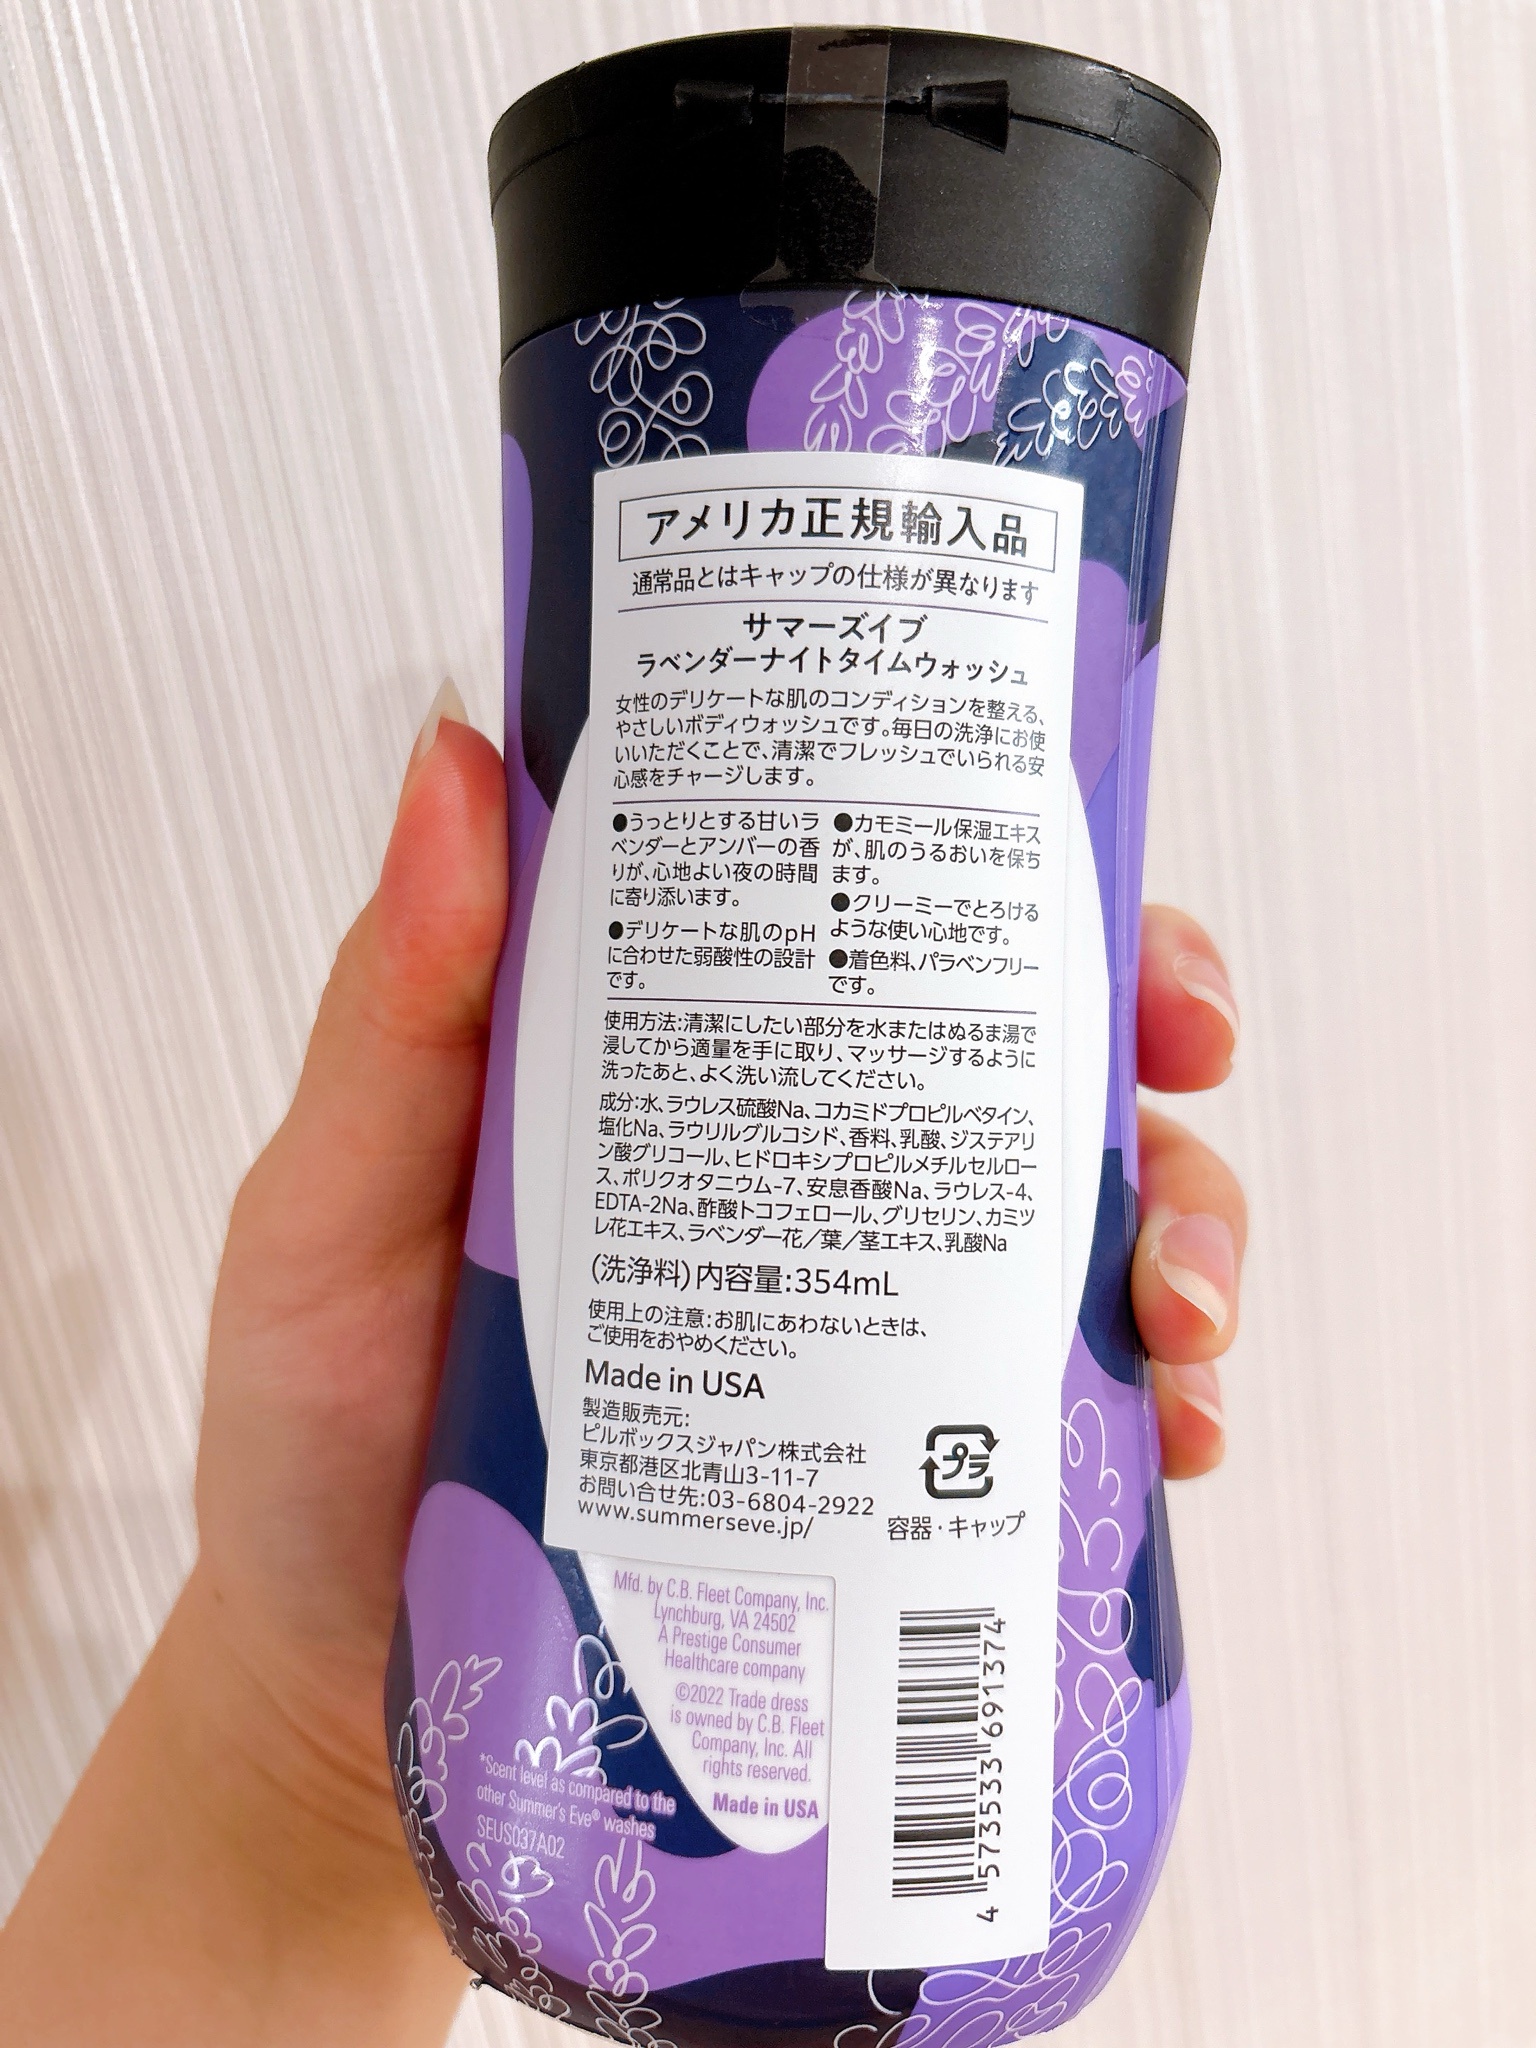 アメリカ正規輸入品
通常品とはキャップの仕様が異なります
サマーズイブ
ラベンダーナイトタイムウォッシュ
女性のデリケートな肌のコンディションを整える、
やさしいボディウォッシュです。毎日の洗浄にお使
いいただくことで、清潔でフレッシュでいられる安
心感をチャージします。
●うっとりとする甘いラ
ベンダーとアンバーの香
りが、心地よい夜の時間
に寄り添います。
●デリケートな肌のpH
に合わせた弱酸性の設計
です。
●カモミール保湿エキス
が、肌のうるおいを保ち
ます。
●クリーミーでとろける
ような使い心地です。
●着色料、パラベンフリー
です。
使用方法:清潔にしたい部分を水またはぬるま湯で
浸してから適量を手に取り、マッサージするように
洗ったあと、よく洗い流してください。
成分:水、ラウレス硫酸Na、コカミドプロピルベタイン、
塩化Na、ラウリルグルコシド、香料、乳酸、ジステアリ
ン酸グリコール、ヒドロキシプロピルメチルセルロー
ス、ポリクオタニウム-7、安息香酸Na、ラウレス-4、
EDTA-2Na、酢酸トコフェロール、グリセリン、カミツ
レ花エキス、ラベンダー花／葉／茎エキス、乳酸Na
(洗浄料)内容量:354mL
使用上の注意:お肌にあわないときは、
ご使用をおやめください。
Made in USA
製造販売元:
ピルボックスジャパン株式会社
東京都港区北青山3-11-7
お問い合せ先:03-6804-2922
www.summerseve.jp/
プラ
容器・キャップ
Mfd. by C.B. Fleet Company, Inc.
Lynchburg, VA 24502
A Prestige Consumer
Healthcare company
©2022 Trade dress
is owned by C.B. Fleet
Company, Inc. All
rights reserved.
Made in USA
*Scent level as compared to the
other Summer's Eve® washes
SEUS037A02
4 573533 691374